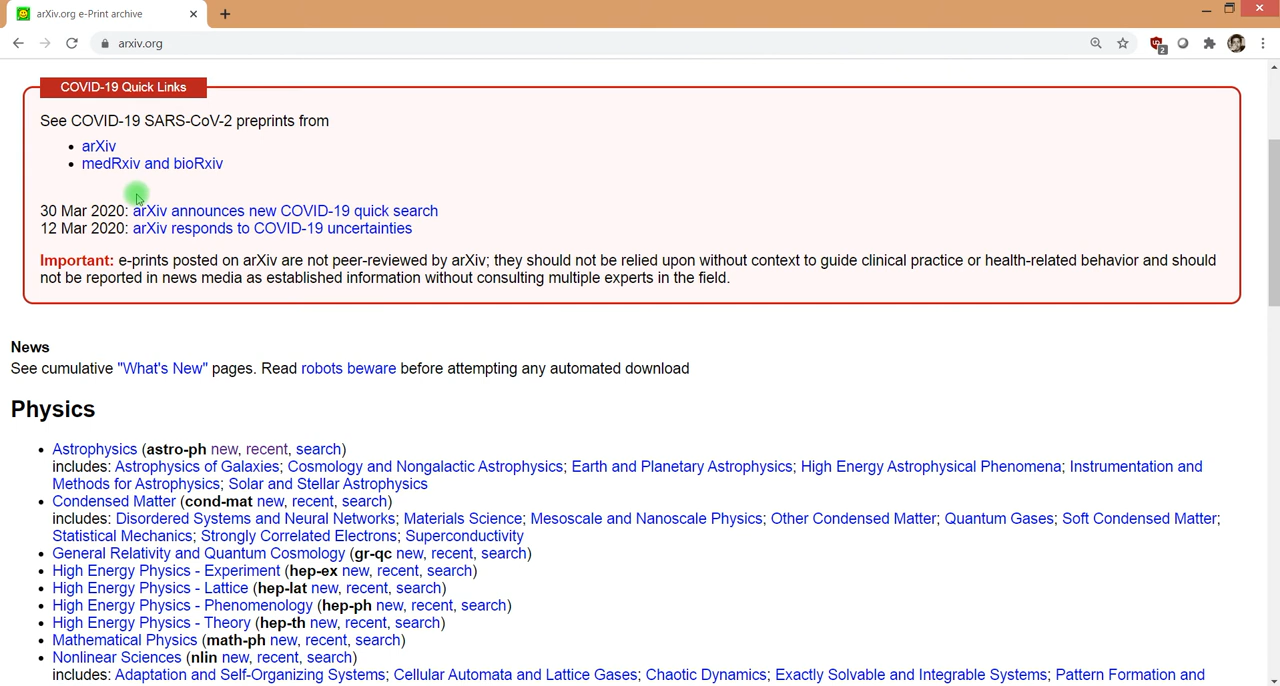 arXiv.org e-Print archive
arxiv.org
2
COVID-19 Quick Links
See COVID-19 SARS-CoV-2 preprints from
• arXiv
• medRxiv and bioRxiv
30 Mar 2020: arXiv announces new COVID-19 quick search
12 Mar 2020: arXiv responds to COVID-19 uncertainties
Important: e-prints posted on arXiv are not peer-reviewed by arXiv; they should not be relied upon without context to guide clinical practice or health-related behavior and should
not be reported in news media as established information without consulting multiple experts in the field.
News
See cumulative "What's New" pages. Read robots beware before attempting any automated download
Physics
• Astrophysics (astro-ph new, recent, search)
includes: Astrophysics of Galaxies; Cosmology and Nongalactic Astrophysics; Earth and Planetary Astrophysics; High Energy Astrophysical Phenomena; Instrumentation and
Methods for Astrophysics; Solar and Stellar Astrophysics
• Condensed Matter (cond-mat new, recent, search)
includes: Disordered Systems and Neural Networks; Materials Science; Mesoscale and Nanoscale Physics; Other Condensed Matter; Quantum Gases; Soft Condensed Matter;
Statistical Mechanics; Strongly Correlated Electrons; Superconductivity
• General Relativity and Quantum Cosmology (gr-qc new, recent, search)
• High Energy Physics - Experiment (hep-ex new, recent, search)
• High Energy Physics - Lattice (hep-lat new, recent, search)
• High Energy Physics - Phenomenology (hep-ph new, recent, search)
• High Energy Physics - Theory (hep-th new, recent, search)
• Mathematical Physics (math-ph new, recent, search)
• Nonlinear Sciences (nlin new, recent, search)
includes: Adaptation and Self-Organizing Systems; Cellular Automata and Lattice Gases; Chaotic Dynamics; Exactly Solvable and Integrable Systems; Pattern Formation and